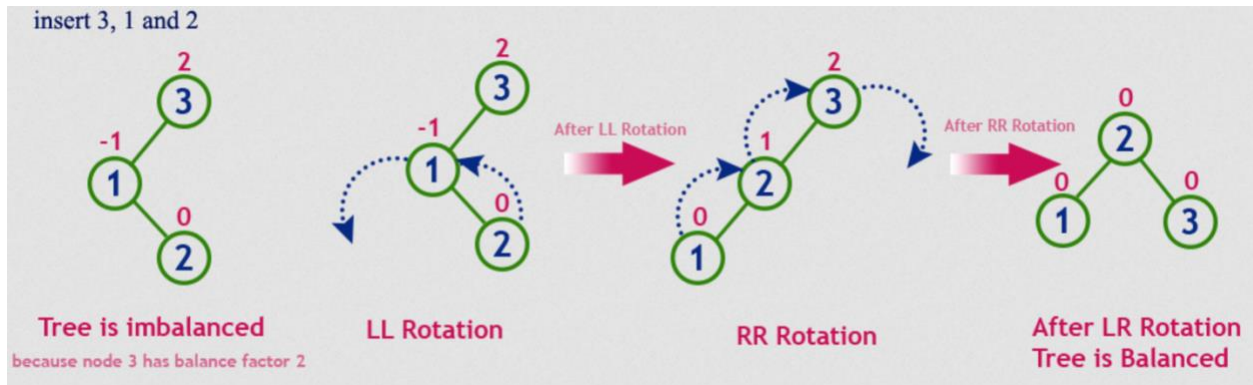 insert 3, 1 and 2
2
3
-1
1
0
2
Tree is imbalanced
because node 3 has balance factor 2
2
3
-1
1
0
2
LL Rotation
After LL Rotation
2
3
1
2
0
1
RR Rotation
After RR Rotation
0
2
0
1
0
3
After LR Rotation
Tree is Balanced